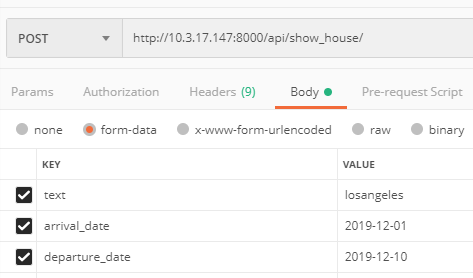 POST http://10.3.17.147:8000/api/show_house/
Params Authorization Headers (9) Body Pre-request Script
none form-data x-www-form-urlencoded raw binary
KEY VALUE
text losangeles
arrival_date 2019-12-01
departure_date 2019-12-10